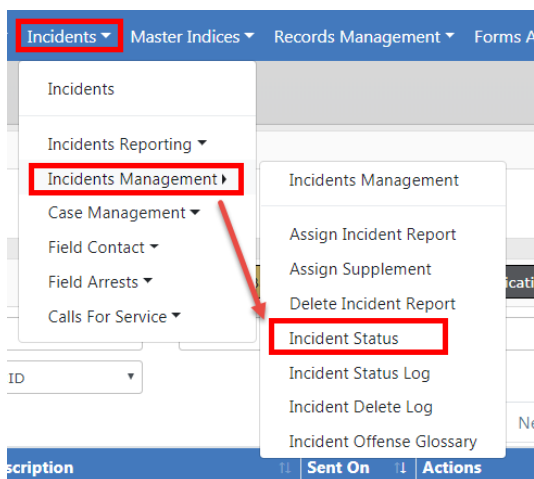 Incidents Master Indices Records Management Forms A
Incidents
Incidents Reporting
Incidents Management
Case Management
Field Contact
Field Arrests
Calls For Service
Incidents Management
Assign Incident Report
Assign Supplement
Delete Incident Report
Incident Status
Incident Status Log
Incident Delete Log
Incident Offense Glossary
icati
ID
Ne
scription Sent On Actions